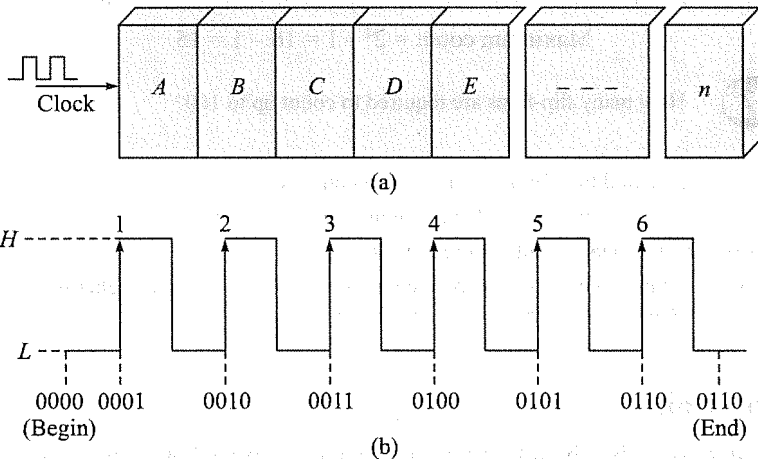 Clock
A B C D E – – – n
(a)
H
1 2 3 4 5 6
L
0000 0001 0010 0011 0100 0101 0110 0110
(Begin) (End)
(b)